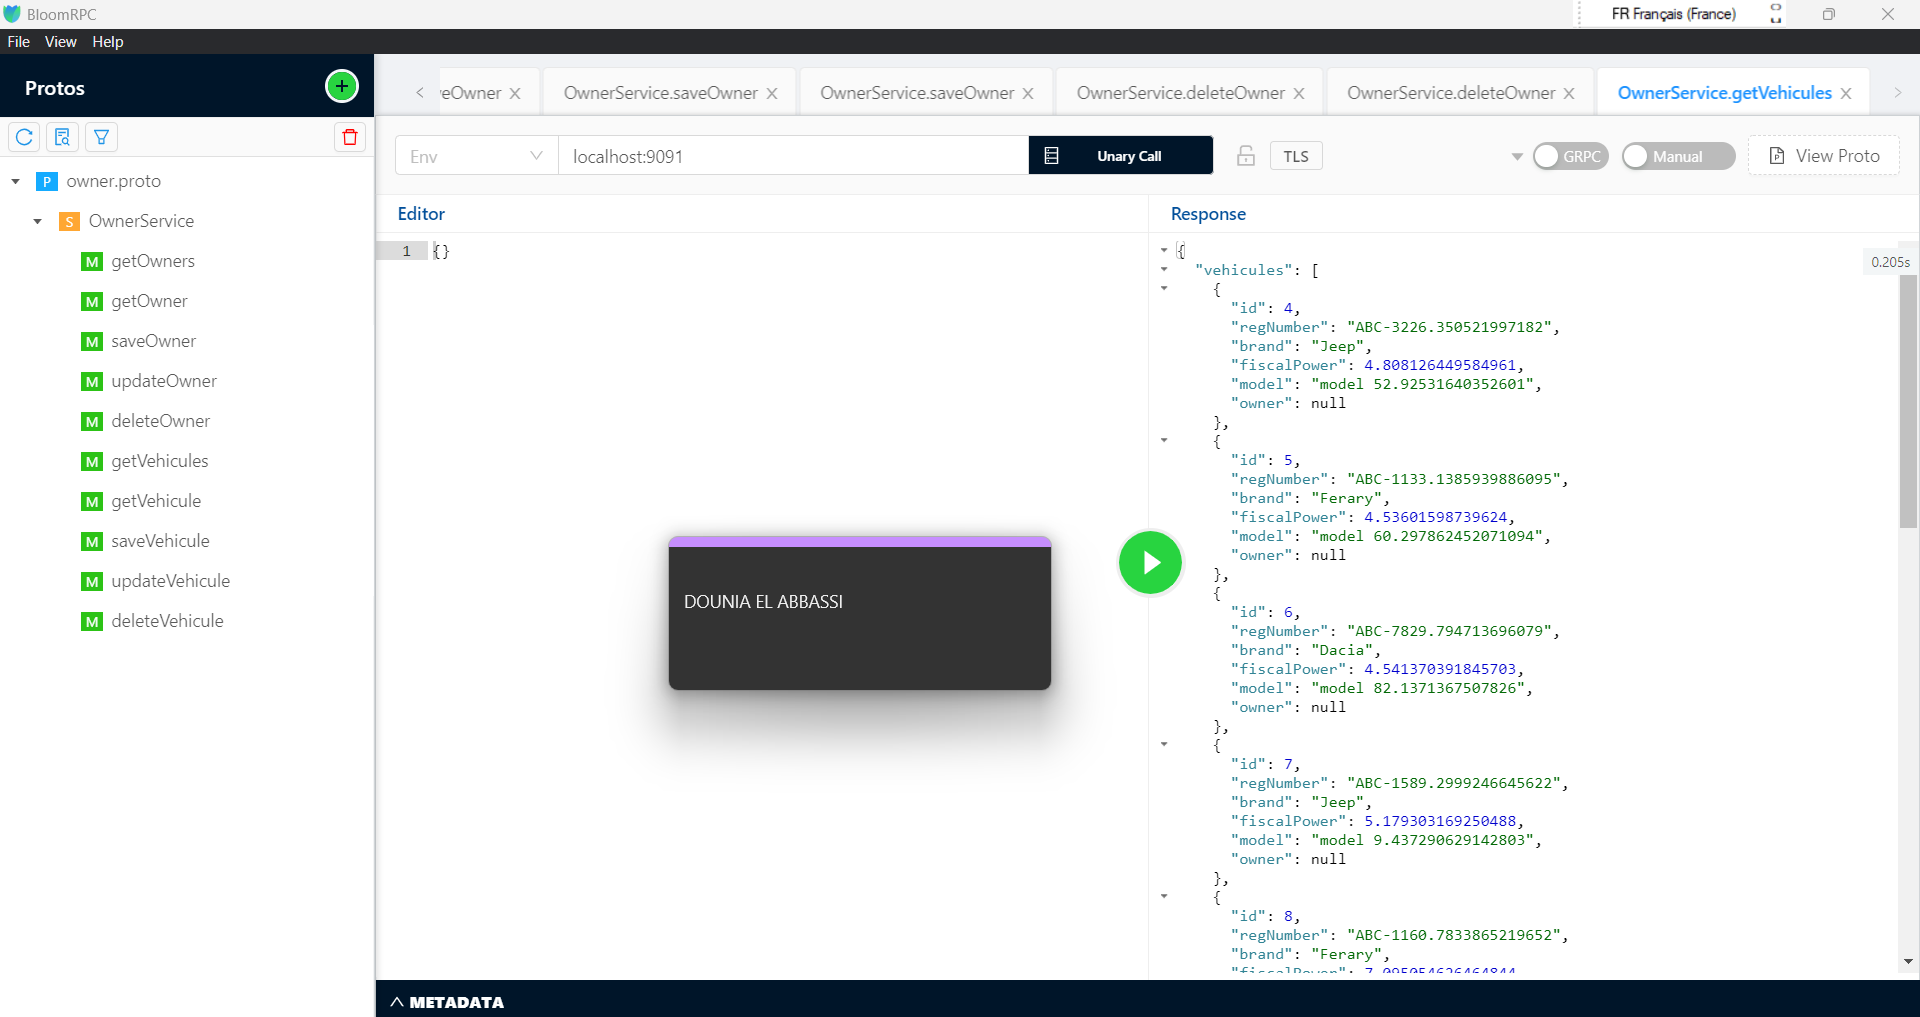 BloomRPC
FR Français (France)
File View Help
Protos
owner.proto
OwnerService
getOwners
getOwner
saveOwner
updateOwner
deleteOwner
getVehicules
getVehicule
saveVehicule
updateVehicule
deleteVehicule
eOwner OwnerService.saveOwner OwnerService.saveOwner OwnerService.deleteOwner OwnerService.deleteOwner OwnerService.getVehicules
Env localhost:9091 Unary Call TLS GRPC Manual View Proto
Editor
1 {}
DOUNIA EL ABBASSI
Response
0.205s
{
"vehicules": [
{
"id": 4,
"regNumber": "ABC-3226.350521997182",
"brand": "Jeep",
"fiscalPower": 4.808126449584961,
"model": "model 52.92531640352601",
"owner": null
},
{
"id": 5,
"regNumber": "ABC-1133.1385939886095",
"brand": "Ferary",
"fiscalPower": 4.53601598739624,
"model": "model 60.297862452071094",
"owner": null
},
{
"id": 6,
"regNumber": "ABC-7829.794713696079",
"brand": "Dacia",
"fiscalPower": 4.541370391845703,
"model": "model 82.1371367507826",
"owner": null
},
{
"id": 7,
"regNumber": "ABC-1589.2999246645622",
"brand": "Jeep",
"fiscalPower": 5.179303169250488,
"model": "model 9.437290629142803",
"owner": null
},
{
"id": 8,
"regNumber": "ABC-1160.7833865219652",
"brand": "Ferary",
"fiscalPower": 7.095054626464844
METADATA